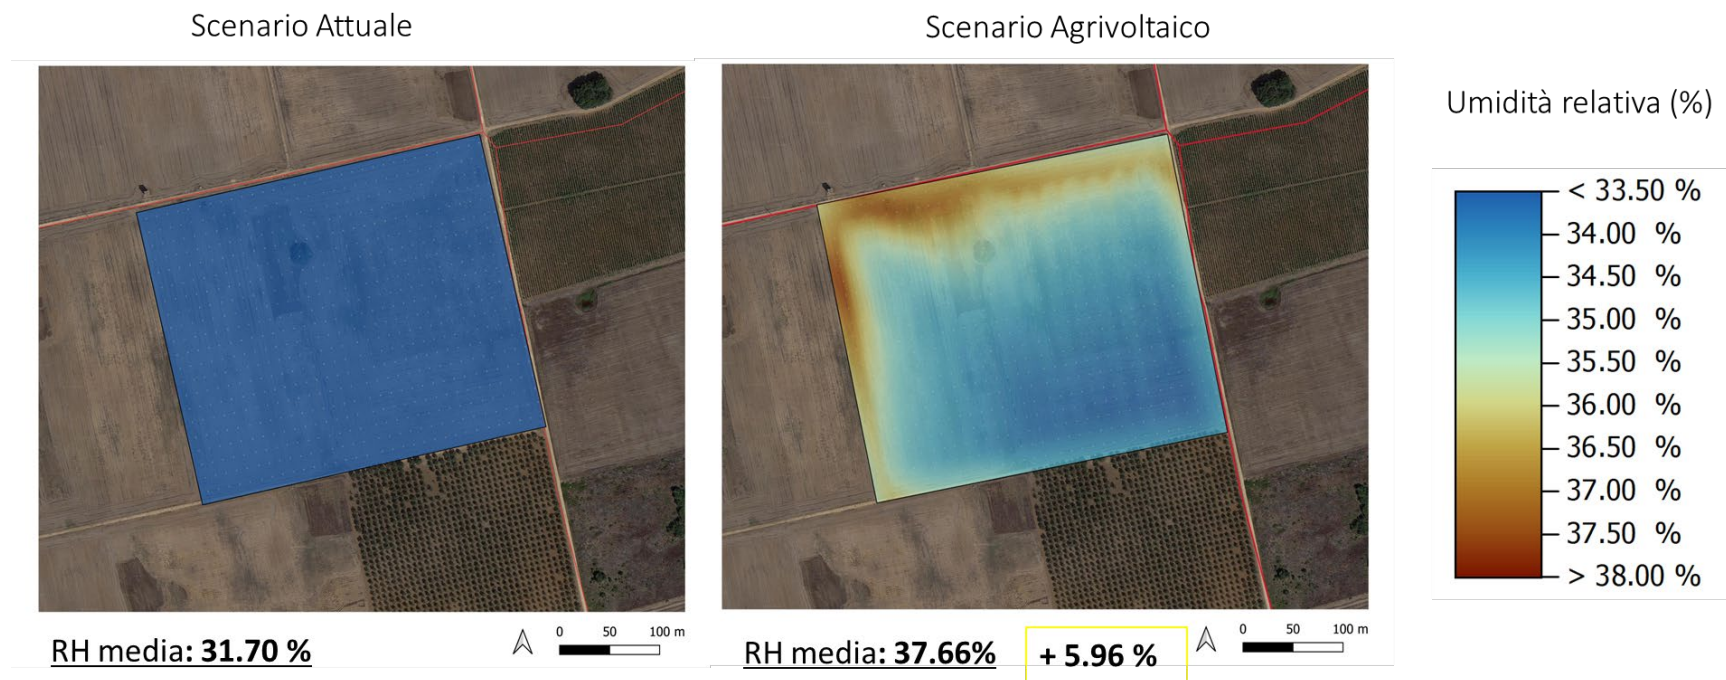 Scenario Attuale
Scenario Agrivoltaico
Umidità relativa (%)
< 33.50 %
34.00 %
34.50 %
35.00 %
35.50 %
36.00 %
36.50 %
37.00 %
37.50 %
> 38.00 %
RH media: 31.70 %
0 50 100 m
RH media: 37.66%
+ 5.96 %
0 50 100 m